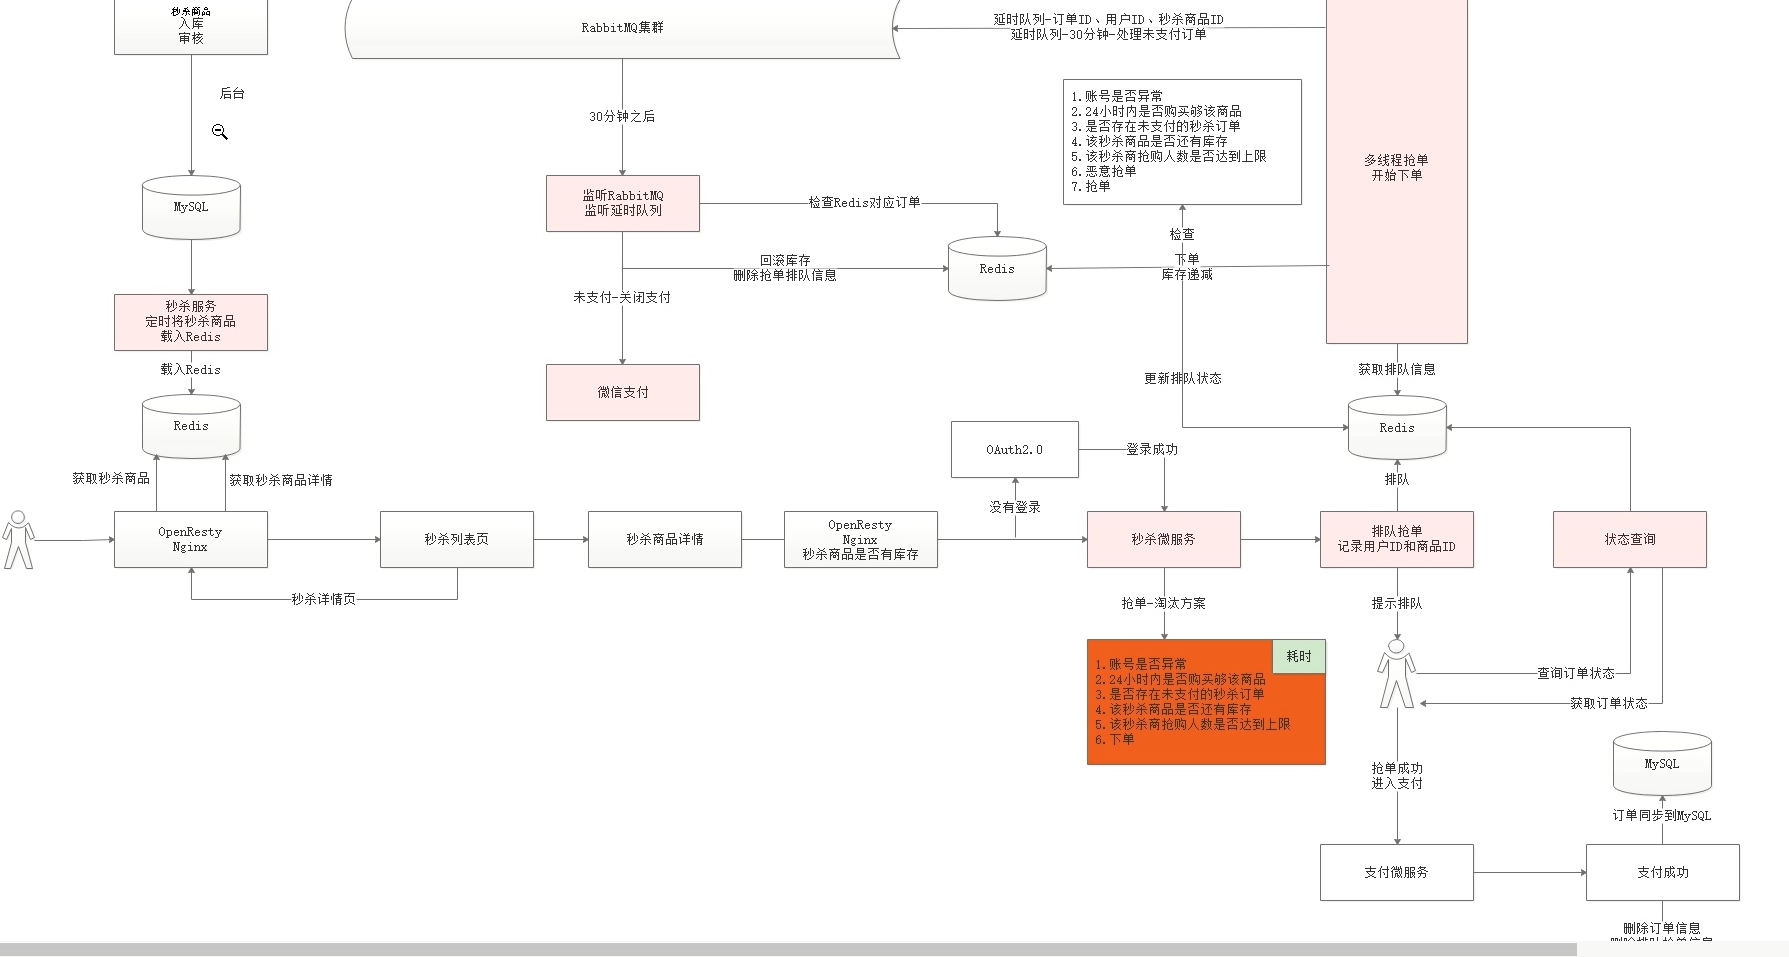 秒杀商品
入库
审核
后台
MySQL
秒杀服务
定时将秒杀商品
载入Redis
载入Redis
Redis
获取秒杀商品
获取秒杀商品详情
OpenResty
Nginx
秒杀列表页
秒杀详情页
秒杀商品详情
OpenResty
Nginx
秒杀商品是否有库存
RabbitMQ集群
30分钟之后
监听RabbitMQ
监听延时队列
检查Redis对应订单
回滚库存
删除抢单排队信息
未支付-关闭支付
微信支付
Redis
延时队列-订单ID、用户ID、秒杀商品ID
延时队列-30分钟-处理未支付订单
1.账号是否异常
2.24小时内是否购买够该商品
3.是否存在未支付的秒杀订单
4.该秒杀商品是否还有库存
5.该秒杀商抢购人数是否达到上限
6.恶意抢单
7.抢单
检查
下单
库存递减
更新排队状态
多线程抢单
开始下单
获取排队信息
Redis
排队
OAuth2.0
登录成功
没有登录
秒杀微服务
排队抢单
记录用户ID和商品ID
状态查询
抢单-淘汰方案
耗时
1.账号是否异常
2.24小时内是否购买够该商品
3.是否存在未支付的秒杀订单
4.该秒杀商品是否还有库存
5.该秒杀商抢购人数是否达到上限
6.下单
提示排队
查询订单状态
获取订单状态
抢单成功
进入支付
MySQL
订单同步到MySQL
支付微服务
支付成功
删除订单信息